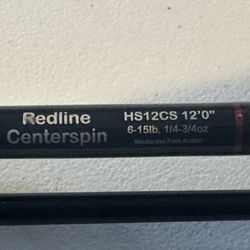 Redline
Centerspin
HS12CS 12'0"
6-15lb. 1/4-3/4oz
Moderate Fast Action